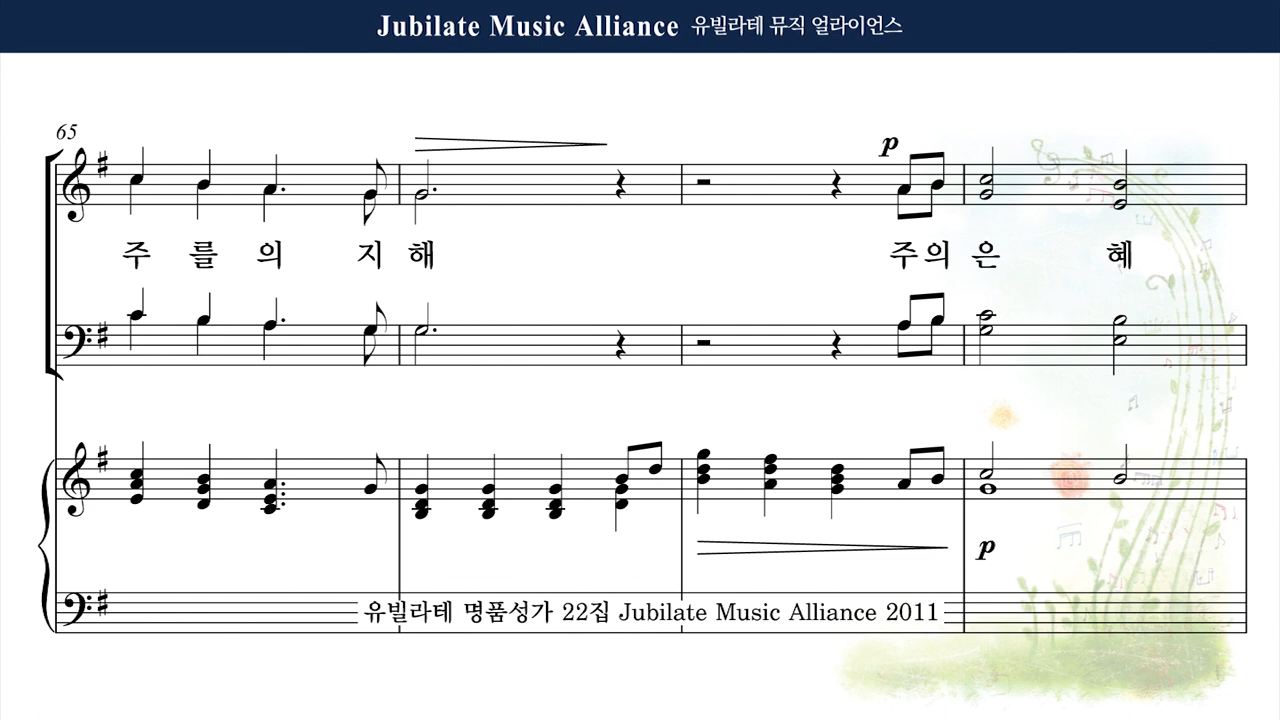 Jubilate Music Alliance 유빌라테 뮤직 얼라이언스
65
p
주 를 의 지 해 주 의 은 혜
p
유빌라테 명품성가 22집 Jubilate Music Alliance 2011